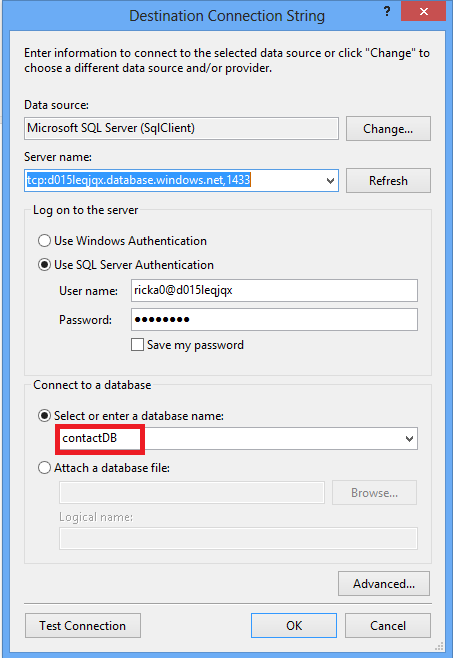 Destination Connection String
?
Enter information to connect to the selected data source or click "Change" to
choose a different data source and/or provider.
Data source:
Microsoft SQL Server (SqlClient)
Change...
Server name:
tcp:d015leqjqx.database.windows.net,1433
Refresh
Log on to the server
Use Windows Authentication
Use SQL Server Authentication
User name:
ricka0@d015leqjqx
Password:
●●●●●●●●
Save my password
Connect to a database
Select or enter a database name:
contactDB
Attach a database file:
Browse...
Logical name:
Advanced...
Test Connection
OK
Cancel